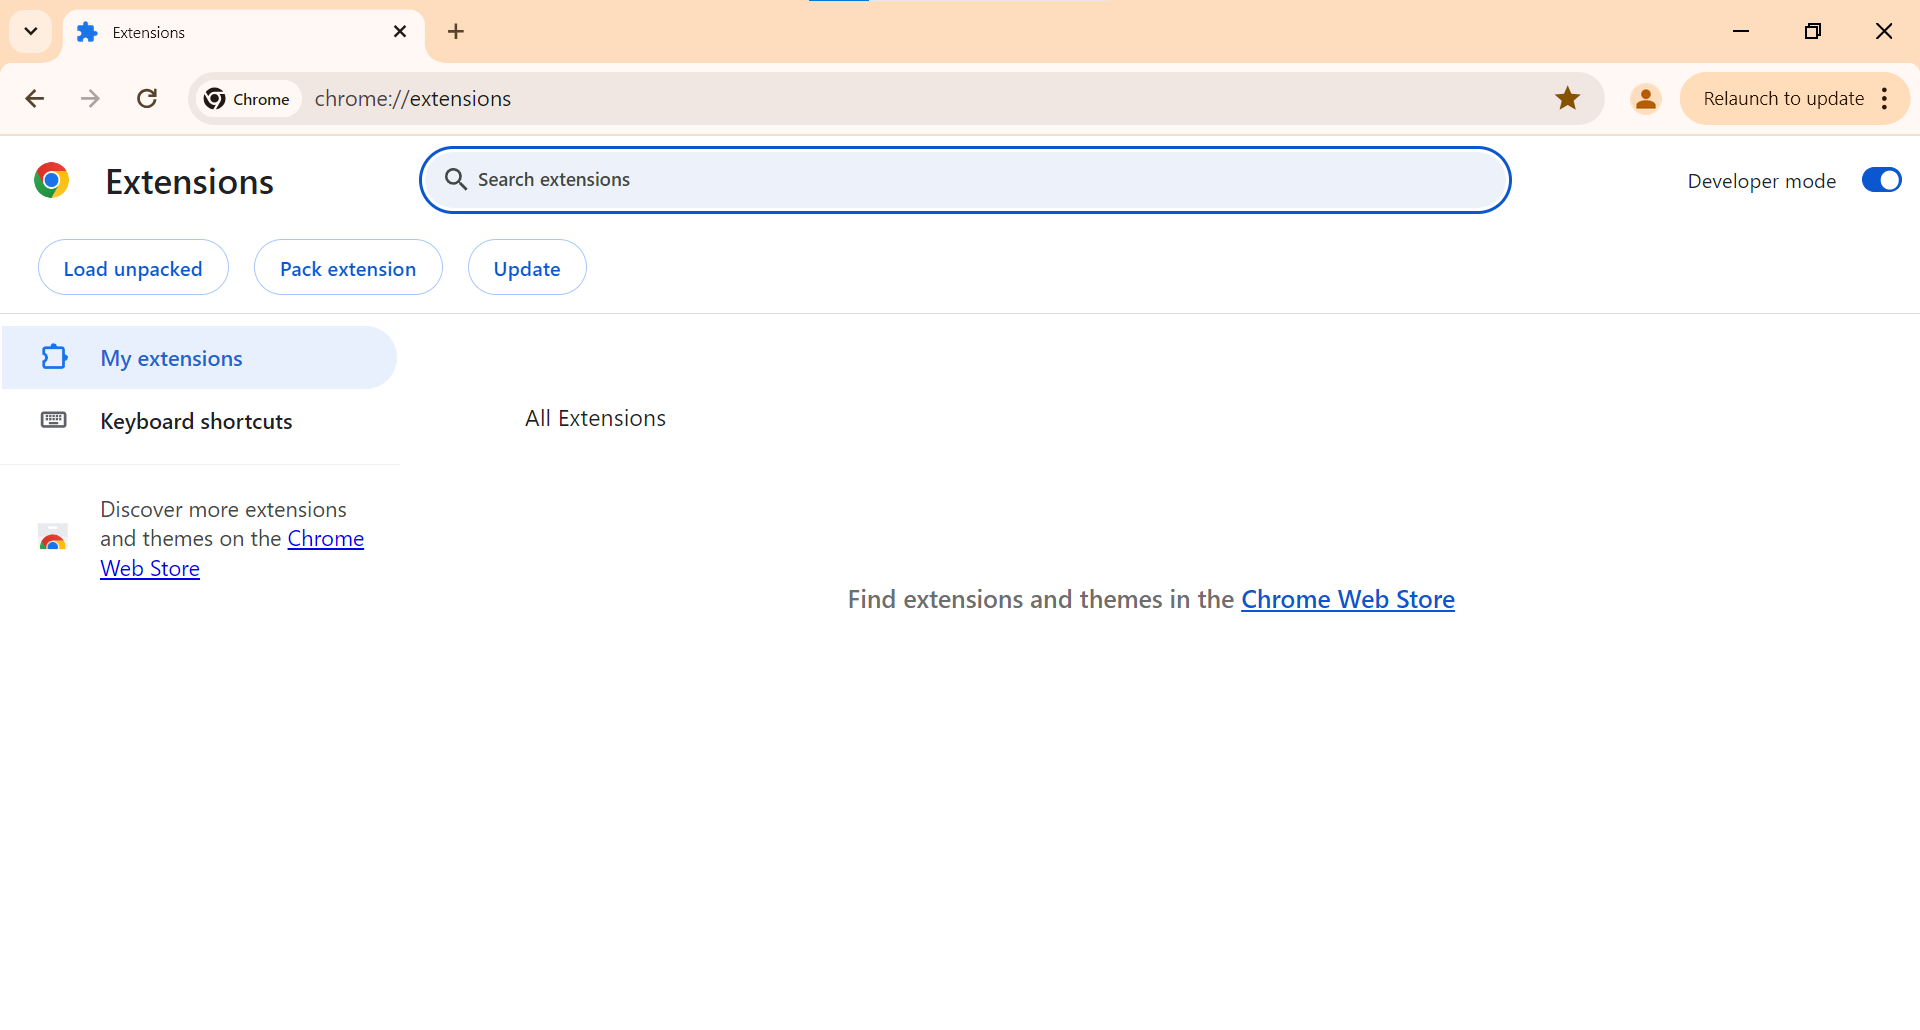 Extensions
Chrome
chrome://extensions
Relaunch to update
Extensions
Search extensions
Developer mode
Load unpacked
Pack extension
Update
My extensions
Keyboard shortcuts
All Extensions
Discover more extensions
and themes on the Chrome
Web Store
Find extensions and themes in the Chrome Web Store